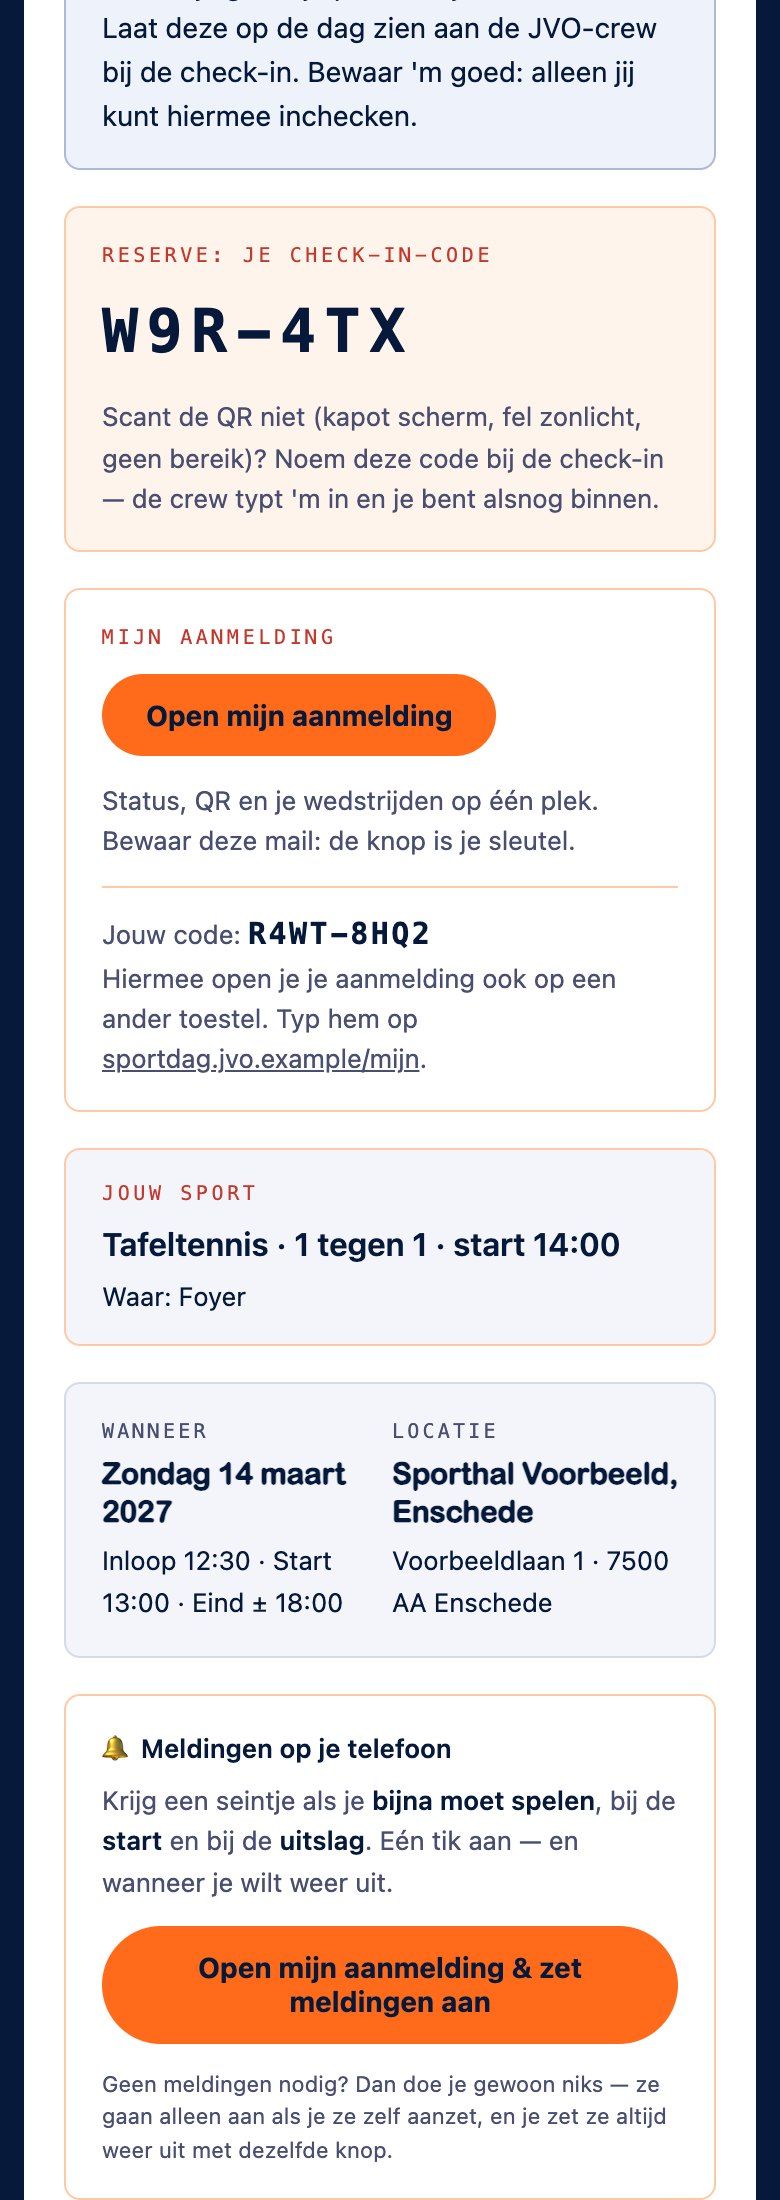 Laat deze op de dag zien aan de JVO-crew
bij de check-in. Bewaar 'm goed: alleen jij
kunt hiermee inchecken.
RESERVE: JE CHECK-IN-CODE
W9R-4TX
Scant de QR niet (kapot scherm, fel zonlicht,
geen bereik)? Noem deze code bij de check-in
— de crew typt 'm in en je bent alsnog binnen.
MIJN AANMELDING
Open mijn aanmelding
Status, QR en je wedstrijden op één plek.
Bewaar deze mail: de knop is je sleutel.
Jouw code: R4WT-8HQ2
Hiermee open je je aanmelding ook op een
ander toestel. Typ hem op
sportdag.jvo.example/mijn.
JOUW SPORT
Tafeltennis · 1 tegen 1 · start 14:00
Waar: Foyer
WANNEER
Zondag 14 maart
2027
Inloop 12:30 · Start
13:00 · Eind ± 18:00
LOCATIE
Sporthal Voorbeeld,
Enschede
Voorbeeldlaan 1 · 7500
AA Enschede
🔔 Meldingen op je telefoon
Krijg een seintje als je bijna moet spelen, bij de
start en bij de uitslag. Eén tik aan — en
wanneer je wilt weer uit.
Open mijn aanmelding & zet
meldingen aan
Geen meldingen nodig? Dan doe je gewoon niks — ze
gaan alleen aan als je ze zelf aanzet, en je zet ze altijd
weer uit met dezelfde knop.